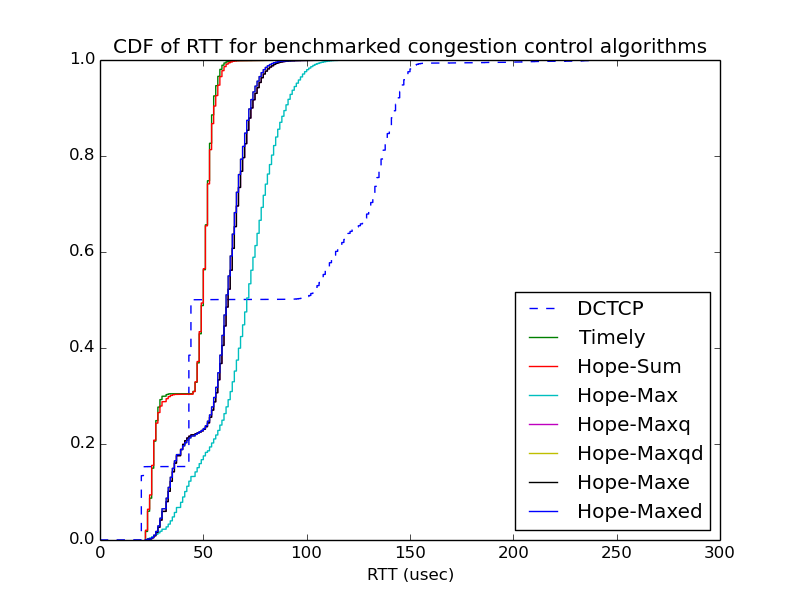 CDF of RTT for benchmarked congestion control algorithms
1.0
0.8
0.6
0.4
0.2
0.0
0 50 100 150 200 250 300
RTT (usec)
DCTCP
Timely
Hope-Sum
Hope-Max
Hope-Maxq
Hope-Maxqd
Hope-Maxe
Hope-Maxed